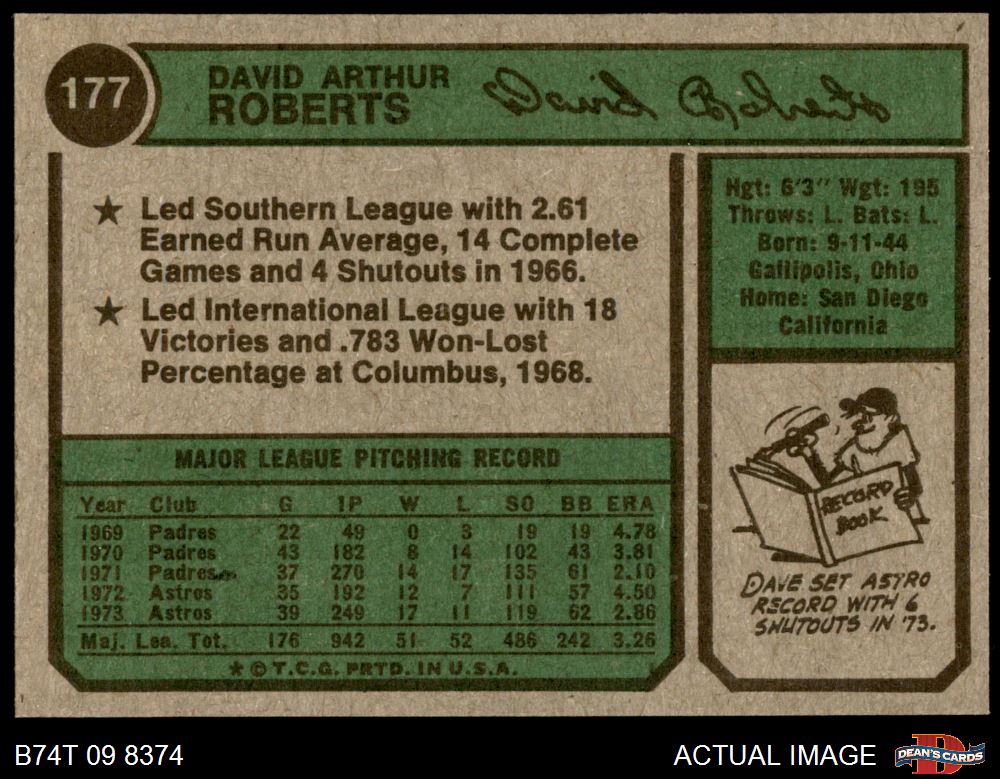 177
DAVID ARTHUR
ROBERTS
David Roberts
★ Led Southern League with 2.61
Earned Run Average, 14 Complete
Games and 4 Shutouts in 1966.
★ Led International League with 18
Victories and .783 Won-Lost
Percentage at Columbus, 1968.
Hgt: 6'3" Wgt: 195
Throws: L. Bats: L.
Born: 9-11-44
Gallipolis, Ohio
Home: San Diego
California
MAJOR LEAGUE PITCHING RECORD
Year Club G IP W L SO BB ERA
1969 Padres 22 49 0 3 19 19 4.78
1970 Padres 43 182 8 14 102 43 3.81
1971 Padres 37 270 14 17 135 61 2.10
1972 Astros 35 192 12 7 111 57 4.50
1973 Astros 39 249 17 11 119 62 2.86
Maj. Lea. Tot. 176 942 51 52 486 242 3.26
★ © T.C.G. PRTD. IN U.S.A.
RECORD
BOOK
DAVE SET ASTRO
RECORD WITH 6
SHUTOUTS IN '73.
B74T 09 8374
ACTUAL IMAGE
DEAN'S CARDS